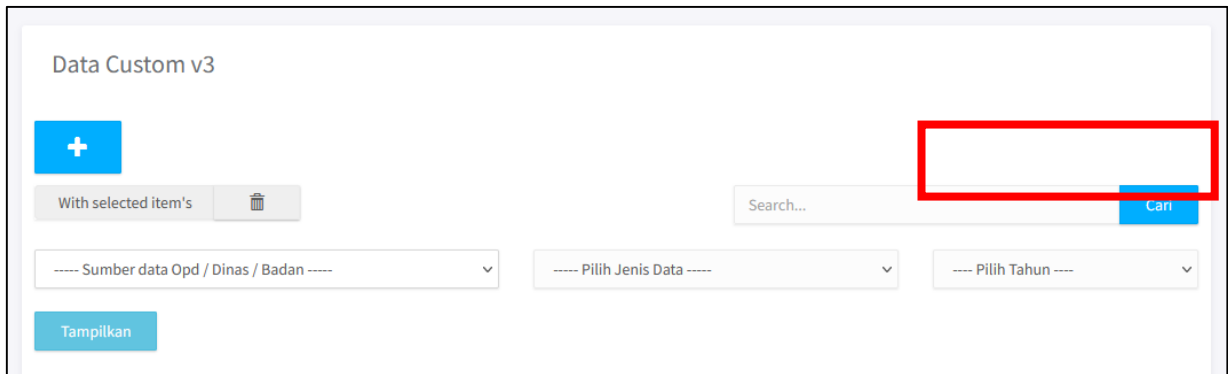 Data Custom v3
With selected item's
Search...
Cari
----- Sumber data Opd / Dinas / Badan -----
----- Pilih Jenis Data -----
---- Pilih Tahun ----
Tampilkan